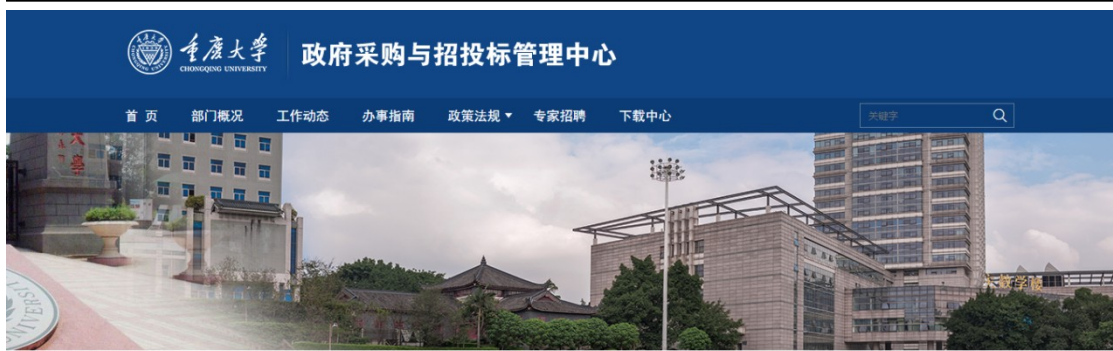 重庆大学
CHONGQING UNIVERSITY
政府采购与招投标管理中心
首 页 部门概况 工作动态 办事指南 政策法规 专家招聘 下载中心 关键字